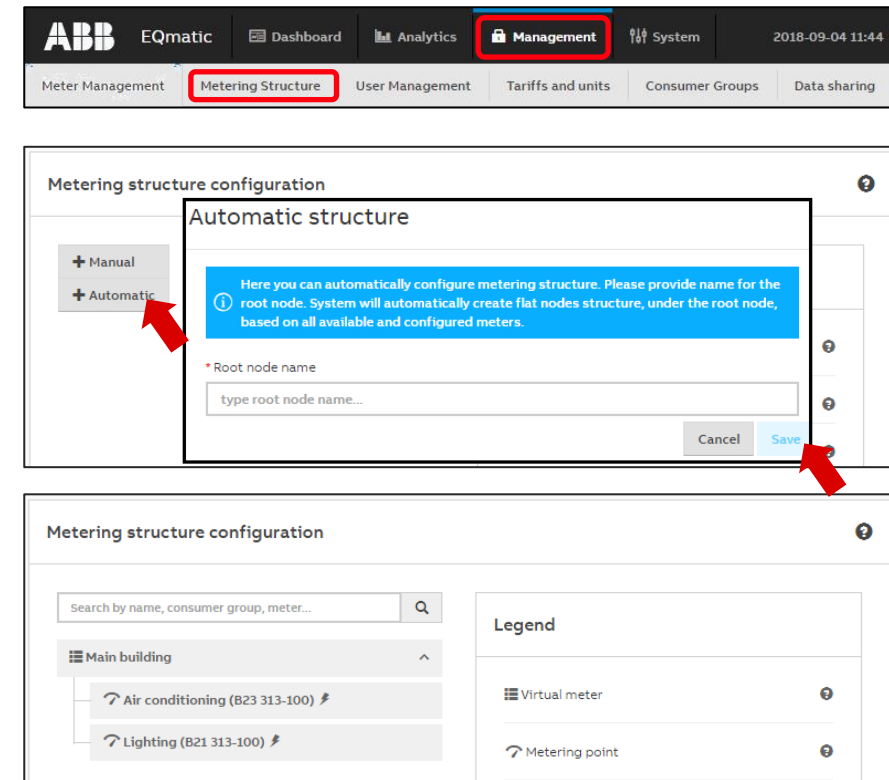 ABB EQmatic Dashboard Analytics Management System 2018-09-04 11:44
Meter Management Metering Structure User Management Tariffs and units Consumer Groups Data sharing
Metering structure configuration
Automatic structure
Manual
Automatic
Here you can automatically configure metering structure. Please provide name for the
root node. System will automatically create flat nodes structure, under the root node,
based on all available and configured meters.
* Root node name
type root node name...
Cancel Save
Metering structure configuration
Search by name, consumer group, meter...
Legend
Main building
Air conditioning (B23 313-100)
Virtual meter
Lighting (B21 313-100)
Metering point